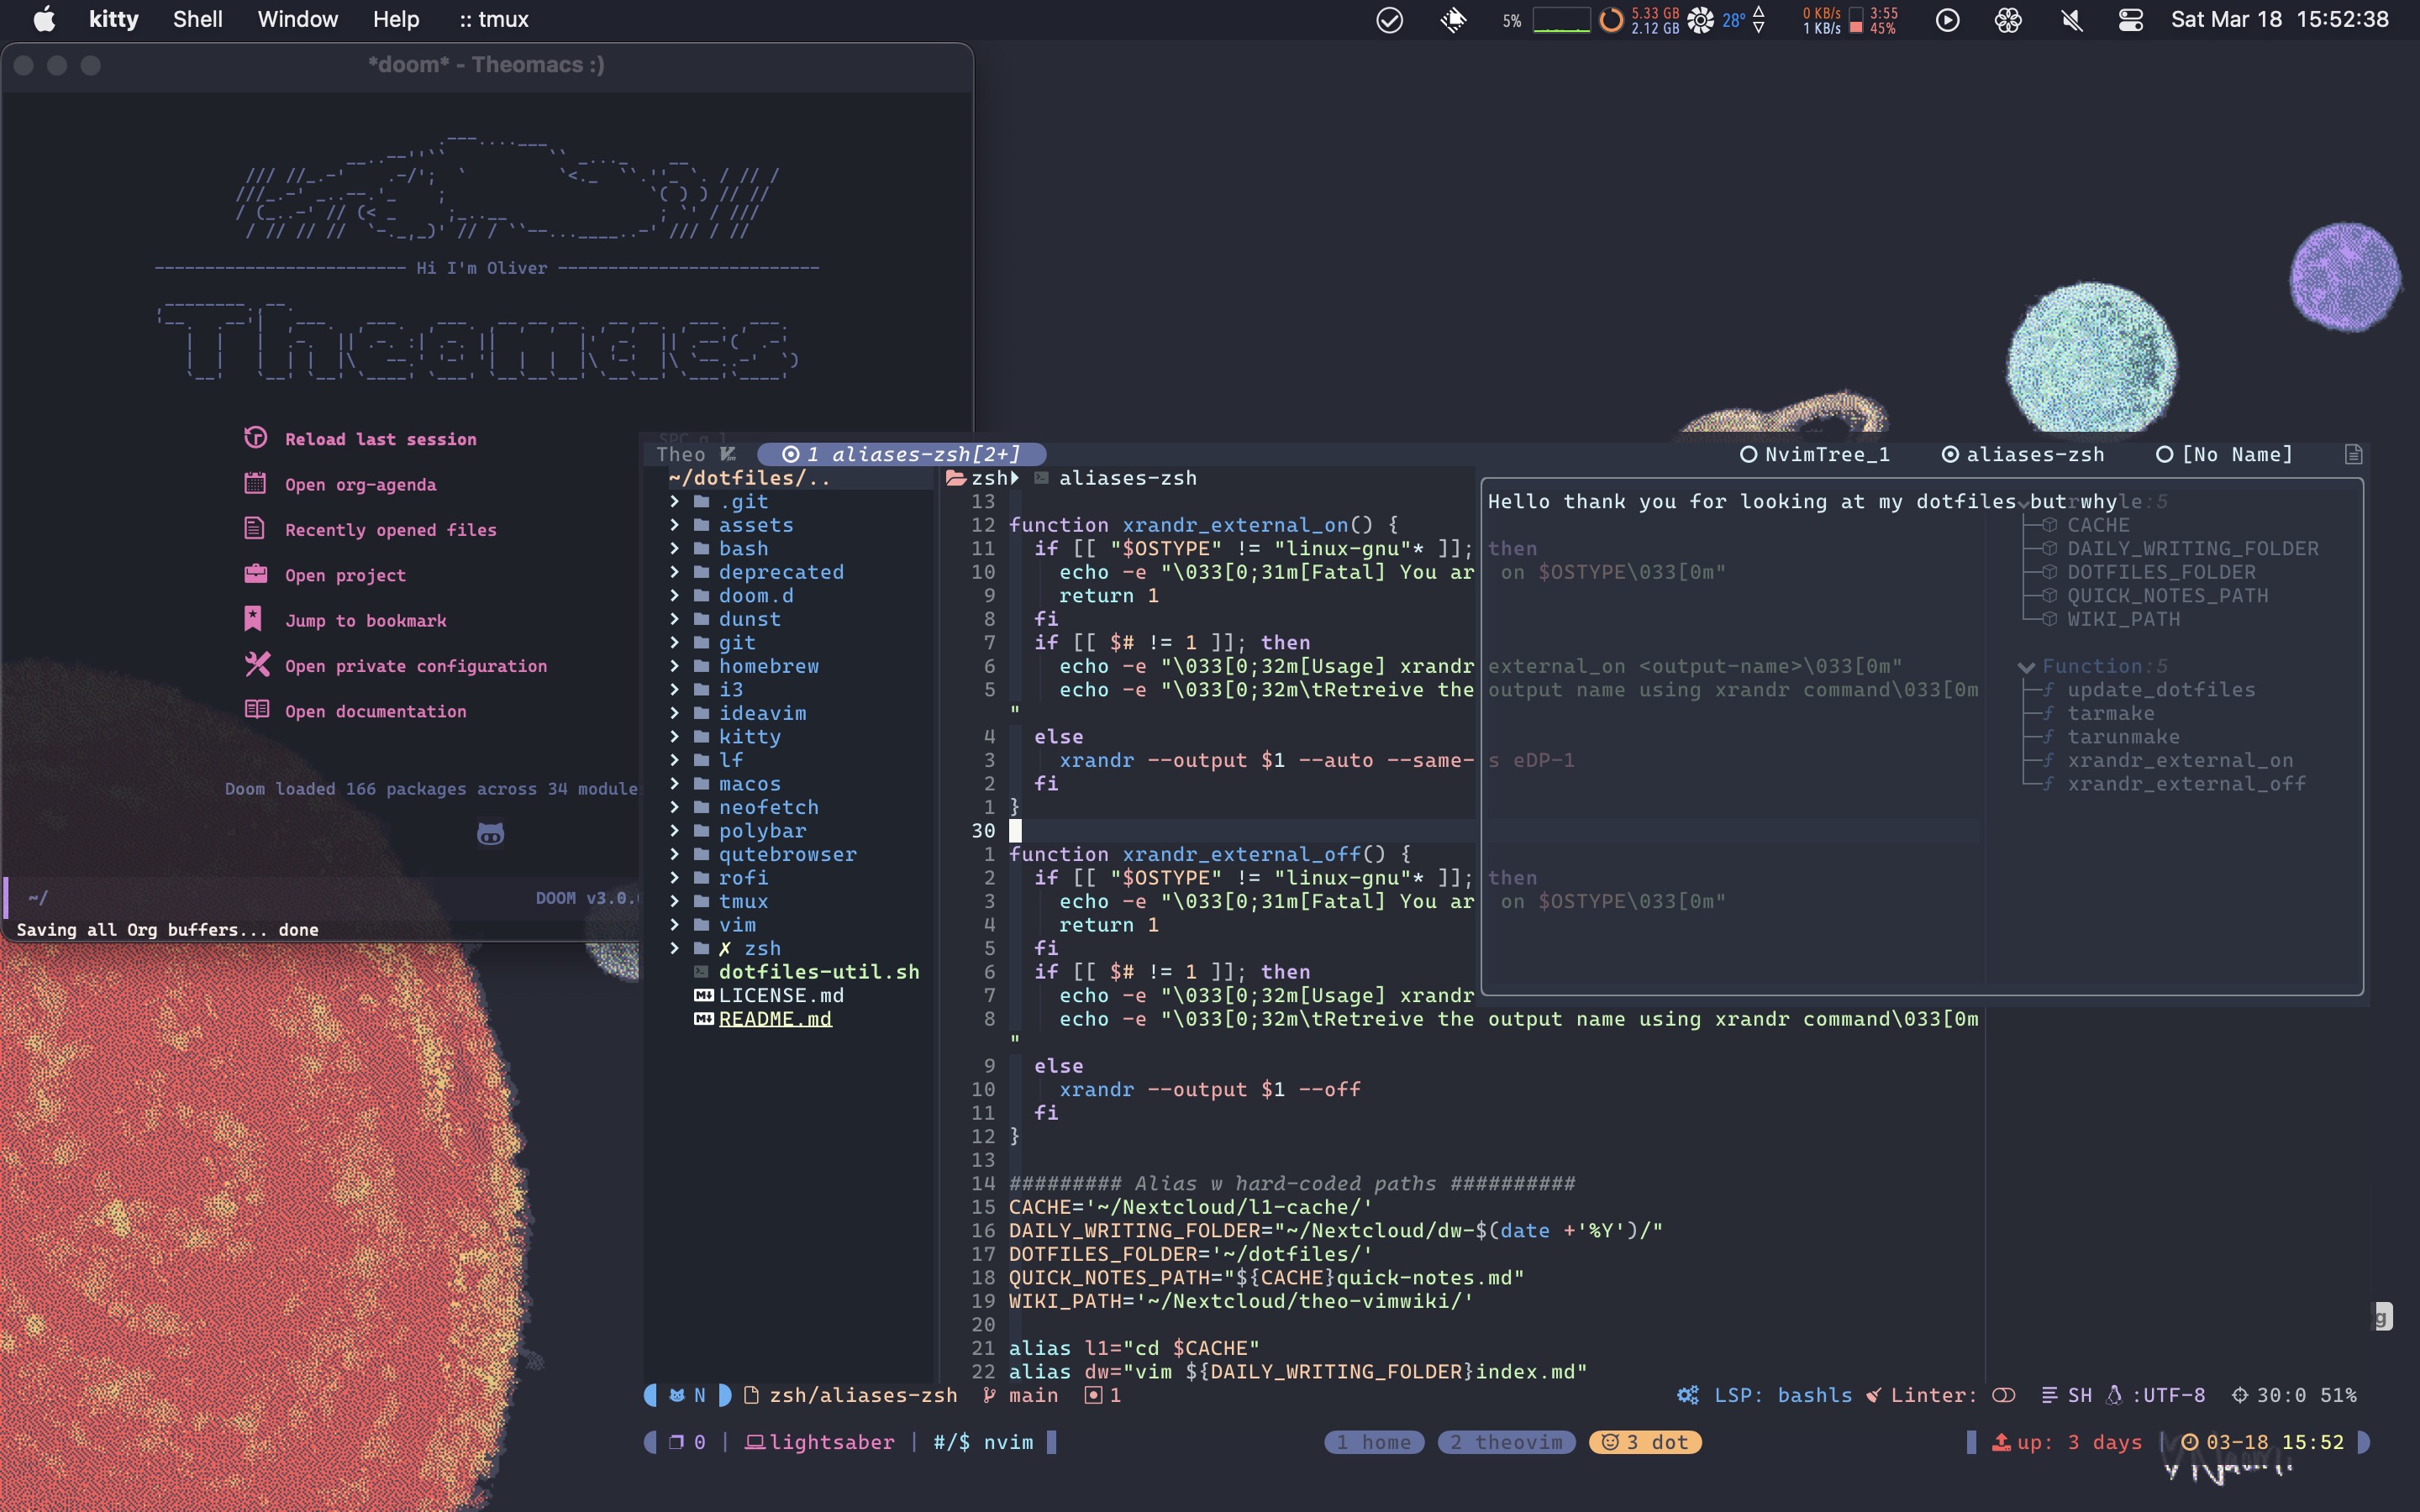 kitty Shell Window Help :: tmux
5% 5.33 GB 2.12 GB 28° 0 KB/s 1 KB/s 3:55 45% Sat Mar 18 15:52:38
*doom* - Theomacs :)
Hi I'm Oliver
Theomacs
Reload last session
Open org-agenda
Recently opened files
Open project
Jump to bookmark
Open private configuration
Open documentation
Doom loaded 166 packages across 34 module
~/ DOOM v3.0.
Saving all Org buffers... done
SPC q l
Theo 1 aliases-zsh[2+] NvimTree_1 aliases-zsh [No Name]
~/dotfiles/..
.git
assets
bash
deprecated
doom.d
dunst
git
homebrew
i3
ideavim
kitty
lf
macos
neofetch
polybar
qutebrowser
rofi
tmux
vim
✗ zsh
dotfiles-util.sh
LICENSE.md
README.md
zsh aliases-zsh
13
12 function xrandr_external_on() {
11 if [[ "$OSTYPE" != "linux-gnu"* ]]; then
10 echo -e "\033[0;31m[Fatal] You ar on $OSTYPE\033[0m"
9 return 1
8 fi
7 if [[ $# != 1 ]]; then
6 echo -e "\033[0;32m[Usage] xrandr external_on <output-name>\033[0m"
5 echo -e "\033[0;32m\tRetreive the output name using xrandr command\033[0m
"
4 else
3 xrandr --output $1 --auto --same- s eDP-1
2 fi
1 }
30
1 function xrandr_external_off() {
2 if [[ "$OSTYPE" != "linux-gnu"* ]]; then
3 echo -e "\033[0;31m[Fatal] You ar on $OSTYPE\033[0m"
4 return 1
5 fi
6 if [[ $# != 1 ]]; then
7 echo -e "\033[0;32m[Usage] xrandr
8 echo -e "\033[0;32m\tRetreive the output name using xrandr command\033[0m
"
9 else
10 xrandr --output $1 --off
11 fi
12 }
13
14 ######### Alias w hard-coded paths ##########
15 CACHE='~/Nextcloud/l1-cache/'
16 DAILY_WRITING_FOLDER="~/Nextcloud/dw-$(date +'%Y')/"
17 DOTFILES_FOLDER='~/dotfiles/'
18 QUICK_NOTES_PATH="${CACHE}quick-notes.md"
19 WIKI_PATH='~/Nextcloud/theo-vimwiki/'
20
21 alias l1="cd $CACHE"
22 alias dw="vim ${DAILY_WRITING_FOLDER}index.md"
Hello thank you for looking at my dotfiles but why le:5
CACHE
DAILY_WRITING_FOLDER
DOTFILES_FOLDER
QUICK_NOTES_PATH
WIKI_PATH
Function:5
update_dotfiles
tarmake
tarunmake
xrandr_external_on
xrandr_external_off
g
N zsh/aliases-zsh main 1 LSP: bashls Linter: SH :UTF-8 30:0 51%
0 | lightsaber | #/$ nvim 1 home 2 theovim 3 dot up: 3 days | 03-18 15:52